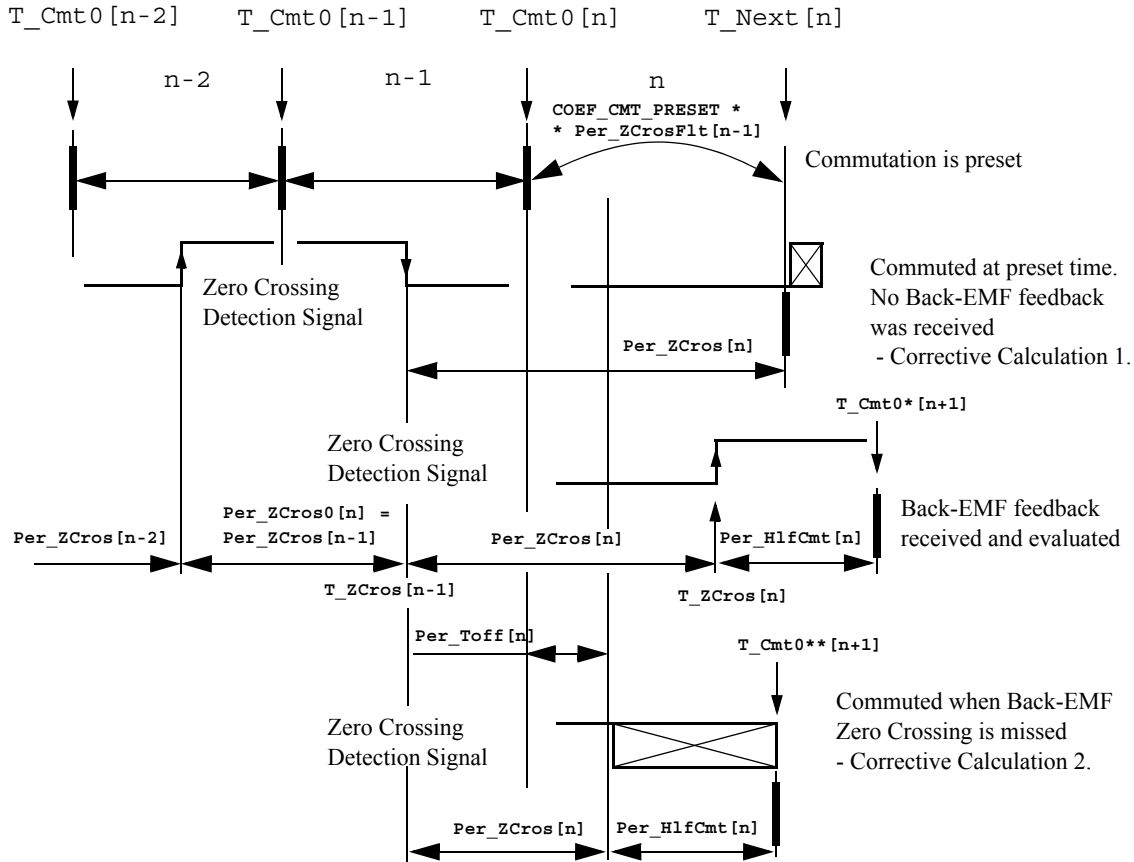 T_Cmt0[n-2]
T_Cmt0[n-1]
T_Cmt0[n]
T_Next[n]
n-2
n-1
n
COEF_CMT_PRESET *
* Per_ZCrosFlt[n-1]
Commutation is preset
Zero Crossing
Detection Signal
Commuted at preset time.
No Back-EMF feedback
was received
- Corrective Calculation 1.
Per_ZCros[n]
T_Cmt0*[n+1]
Zero Crossing
Detection Signal
Back-EMF feedback
received and evaluated
Per_ZCros[n-2]
Per_ZCros0[n] =
Per_ZCros[n-1]
Per_ZCros[n]
Per_HlfCmt[n]
T_ZCros[n-1]
T_ZCros[n]
Per_Toff[n]
T_Cmt0**[n+1]
Zero Crossing
Detection Signal
Commuted when Back-EMF
Zero Crossing is missed
- Corrective Calculation 2.
Per_ZCros[n]
Per_HlfCmt[n]